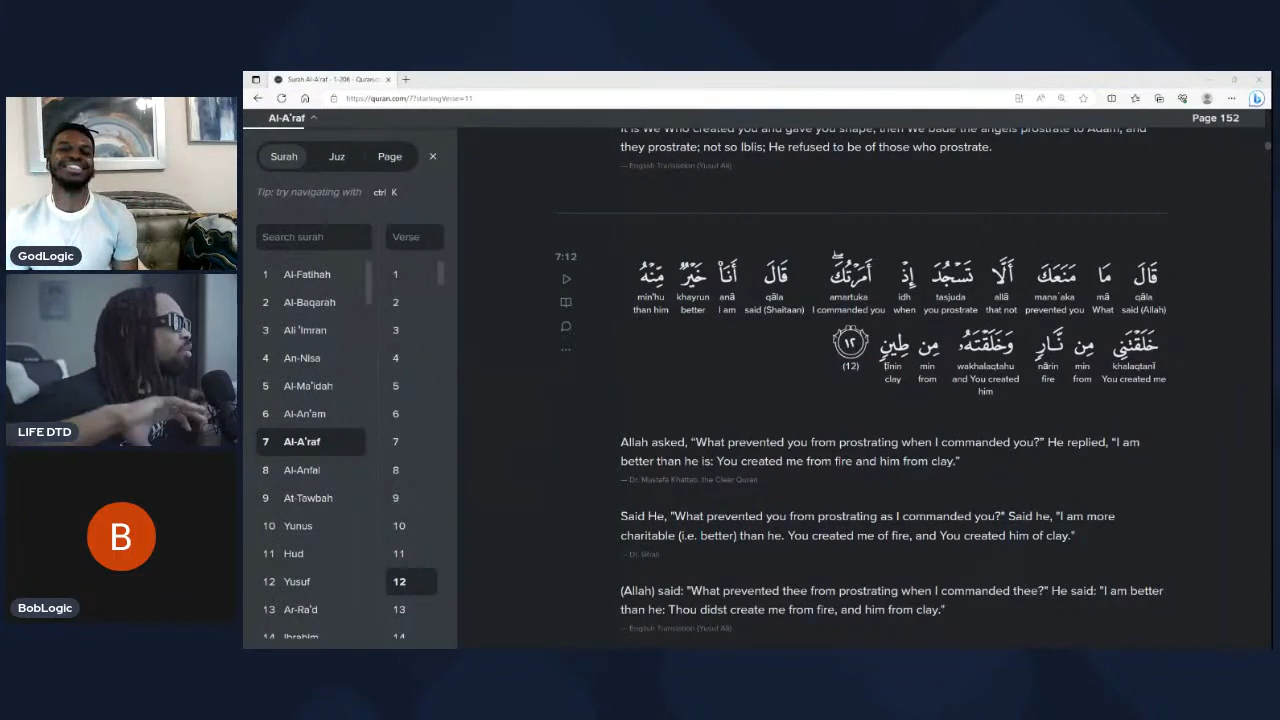 GodLogic
LIFE DTD
B
BobLogic
Surah Al-A'raf - 1-206 - Quran.c
https://quran.com/7?startingVerse=11
Al-A'raf
Page 152
Surah Juz Page
Tip: try navigating with ctrl K
Search surah Verse
1 Al-Fatihah 1
2 Al-Baqarah 2
3 Ali 'Imran 3
4 An-Nisa 4
5 Al-Ma'idah 5
6 Al-An'am 6
7 Al-A'raf 7
8 Al-Anfal 8
9 At-Tawbah 9
10 Yunus 10
11 Hud 11
12 Yusuf 12
13 Ar-Ra'd 13
14 Ibrahim 14
It is We Who created you and gave you shape; then We bade the angels prostrate to Adam, and
they prostrate; not so Iblis; He refused to be of those who prostrate.
— English Translation (Yusuf Ali)
7:12
قَالَ مَا مَنَعَكَ أَلَّا تَسْجُدَ إِذْ أَمَرْتُكَ ۖ قَالَ أَنَا۠ خَيْرٌ مِّنْهُ
min'hu khayrun anā qāla amartuka idh tasjuda allā mana'aka mā qāla
than him better I am said (Shaitaan) I commanded you when you prostrate that not prevented you What said (Allah)
خَلَقْتَنِى مِن نَّارٍ وَخَلَقْتَهُۥ مِن طِينٍ ١٢
(12) ṭīnin min wakhalaqtahu nārin min khalaqtanī
clay from and You created fire from You created me
him
Allah asked, "What prevented you from prostrating when I commanded you?" He replied, "I am
better than he is: You created me from fire and him from clay."
— Dr. Mustafa Khattab, the Clear Quran
Said He, "What prevented you from prostrating as I commanded you?" Said he, "I am more
charitable (i.e. better) than he. You created me of fire, and You created him of clay."
— Dr. Ghali
(Allah) said: "What prevented thee from prostrating when I commanded thee?" He said: "I am better
than he: Thou didst create me from fire, and him from clay."
— English Translation (Yusuf Ali)